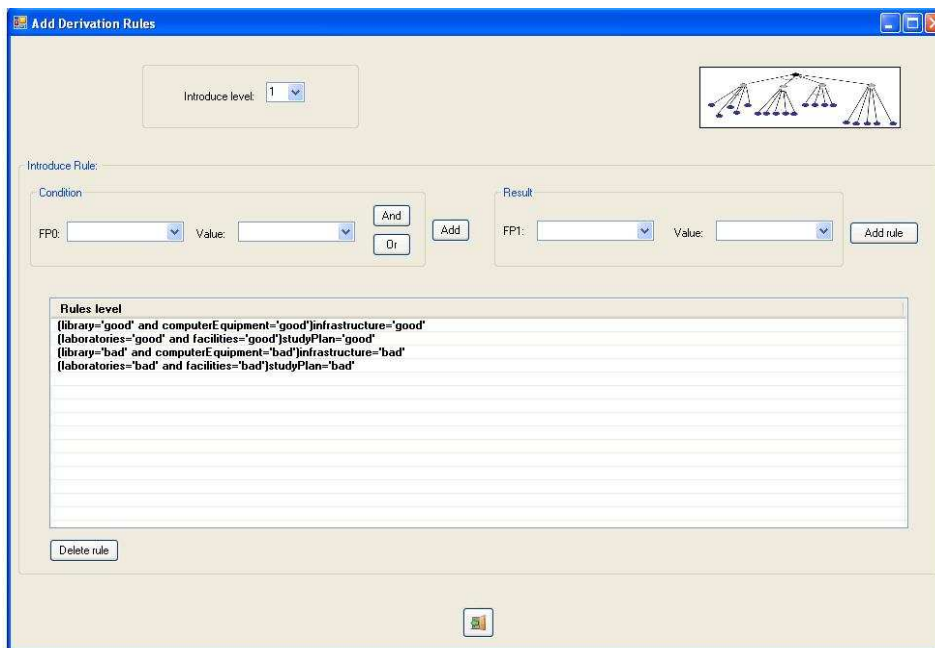 Add Derivation Rules
Introduce level: 1
Introduce Rule:
Condition
Result
FP0:
Value:
And
Or
Add
FP1:
Value:
Add rule
Rules level
(library='good' and computerEquipment='good')infrastructure='good'
(laboratories='good' and facilities='good')studyPlan='good'
(library='bad' and computerEquipment='bad')infrastructure='bad'
(laboratories='bad' and facilities='bad')studyPlan='bad'
Delete rule